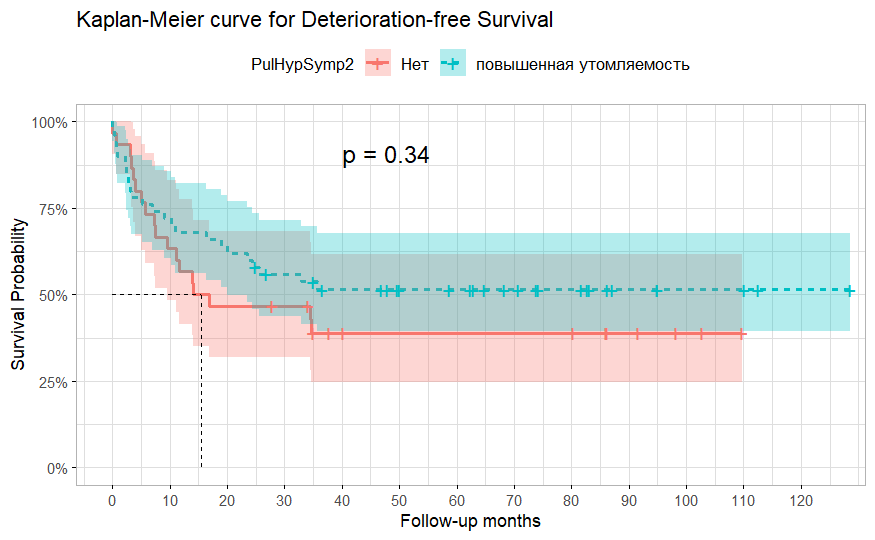 Kaplan-Meier curve for Deterioration-free Survival
PulHypSymp2 Нет повышенная утомляемость
100%
75%
50%
25%
0%
Survival Probability
p = 0.34
0 10 20 30 40 50 60 70 80 90 100 110 120
Follow-up months